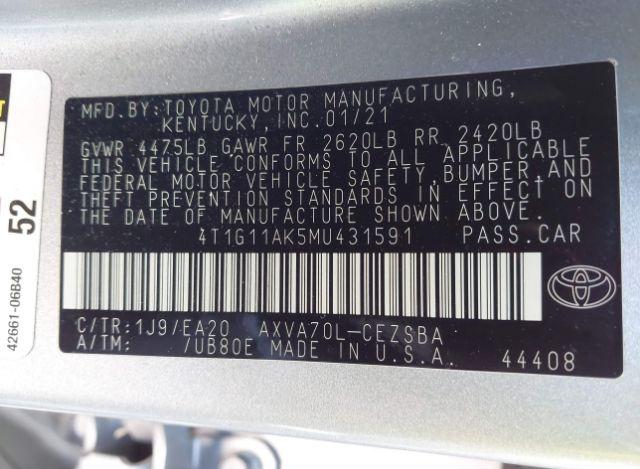 MFD.BY:TOYOTA MOTOR MANUFACTURING,
KENTUCKY,INC.01/21
GVWR 4475LB GAWR FR 2620LB RR 2420LB
THIS VEHICLE CONFORMS TO ALL APPLICABLE
FEDERAL MOTOR VEHICLE SAFETY,BUMPER,AND
THEFT PREVENTION STANDARDS IN EFFECT ON
THE DATE OF MANUFACTURE SHOWN ABOVE.
4T1G11AK5MU431591 PASS.CAR
C/TR:1J9/EA20 AXVA70L-CEZSBA
A/TM: /UB80E MADE IN U.S.A.
44408
52
42661-06B40